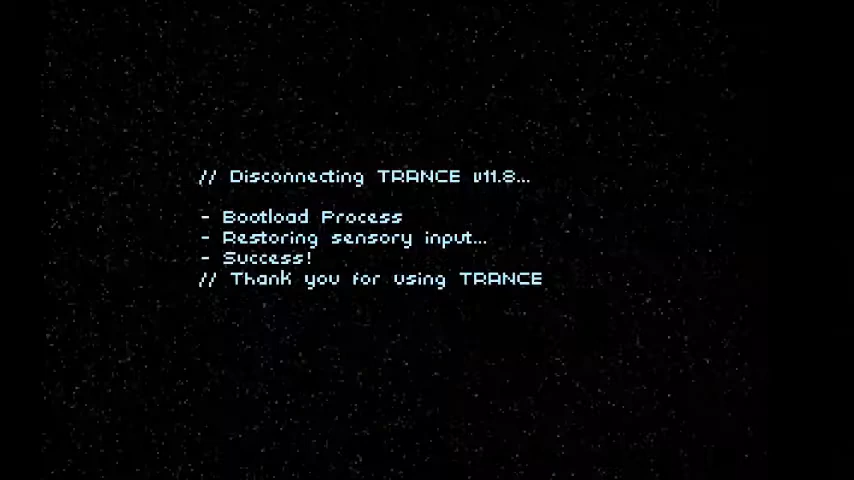 // Disconnecting TRANCE v11.8...
- Bootload Process
- Restoring sensory input...
- Success!
// Thank you for using TRANCE